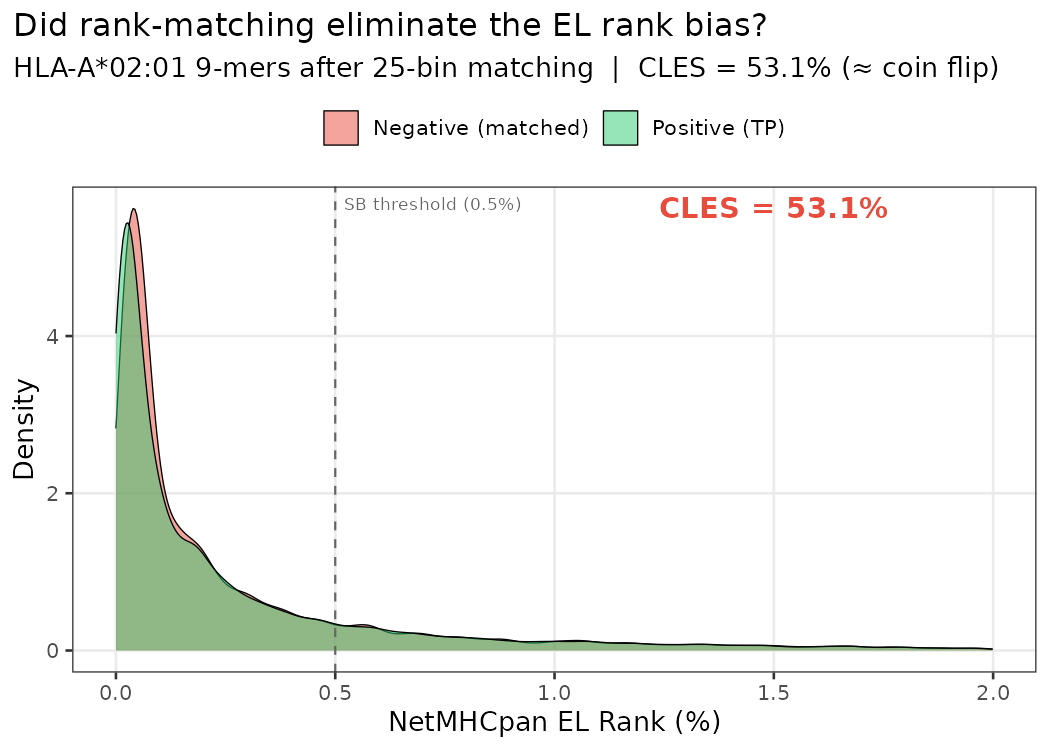 Did rank-matching eliminate the EL rank bias?
HLA-A*02:01 9-mers after 25-bin matching | CLES = 53.1% (≈ coin flip)
Negative (matched) Positive (TP)
SB threshold (0.5%)
CLES = 53.1%
4
2
0
Density
0.0 0.5 1.0 1.5 2.0
NetMHCpan EL Rank (%)